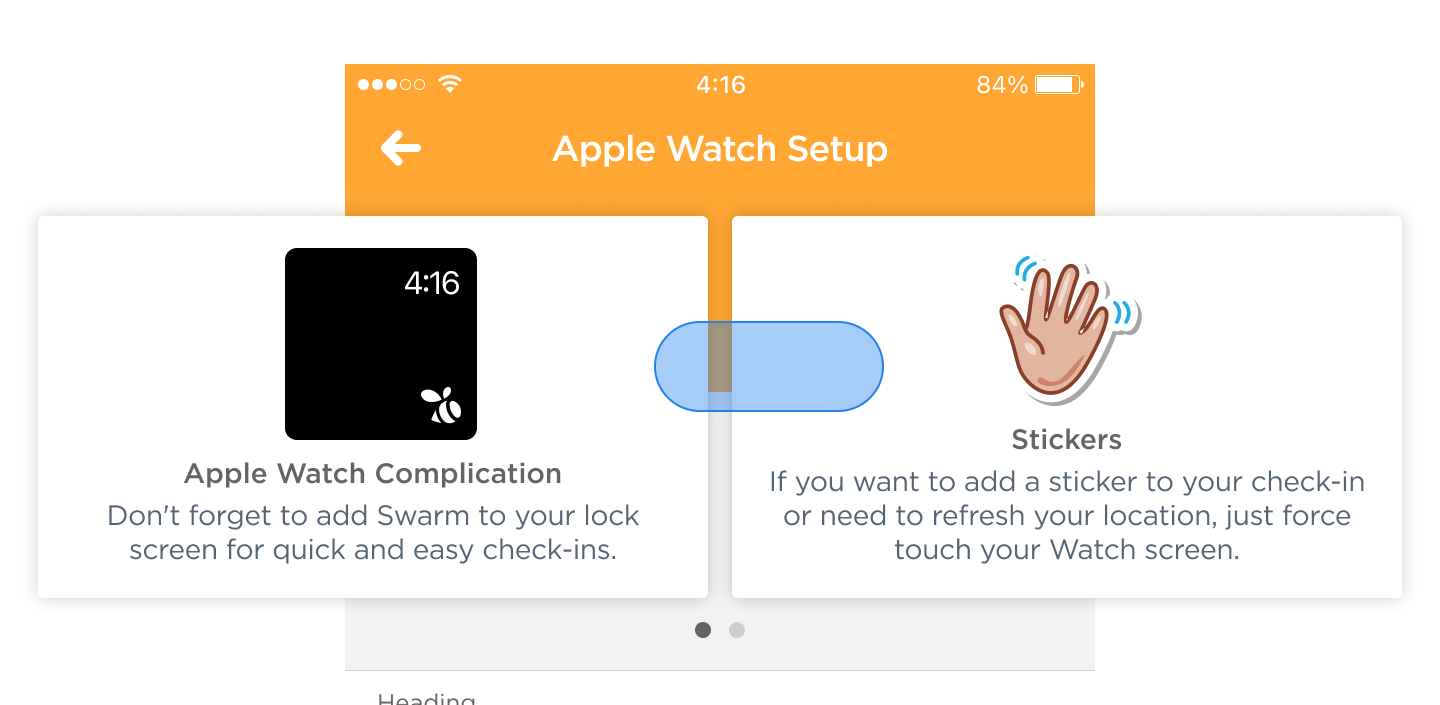 4:16
84%
Apple Watch Setup
4:16
Apple Watch Complication
Don't forget to add Swarm to your lock
screen for quick and easy check-ins.
Stickers
If you want to add a sticker to your check-in
or need to refresh your location, just force
touch your Watch screen.
Heading